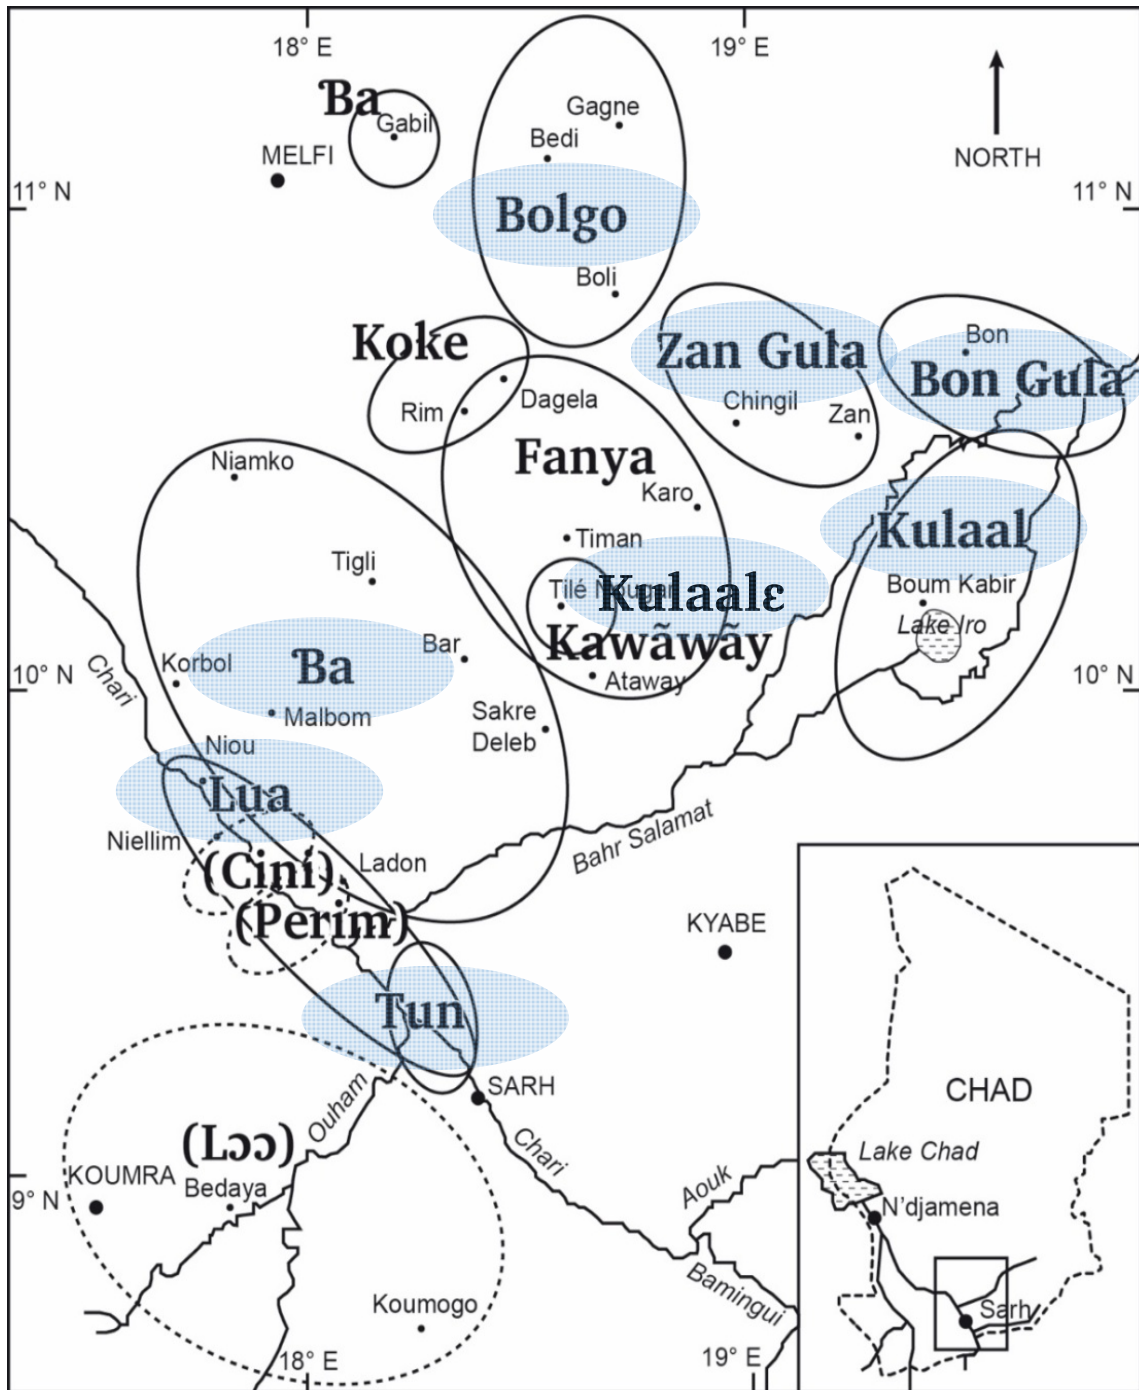 18° E
19° E
Ɓa
Gabil
Gagne
Bedi
MELFI
NORTH
11° N
11° N
Bolgo
Boli
Koke
Zan Gula
Bon
Bon Gula
Rim
Dagela
Chingil
Zan
Fanya
Niamko
Karo
Timan
Kulaal
Tigli
Tilé Nougar
Kulaalɛ
Boum Kabir
Lake Iro
Kawãwãy
Bar
Korbol
Ɓa
Chari
10° N
10° N
Ataway
Malbom
Sakre
Deleb
Niou
Lua
Niellim
Bahr Salamat
(Cini)
Ladon
(Perim)
KYABE
Tun
SARH
Ouham
CHAD
(Lɔɔ)
Chari
Lake Chad
KOUMRA
Bedaya
9° N
Aouk
N'djamena
Bamingui
Koumogo
Sarh
18° E
19° E